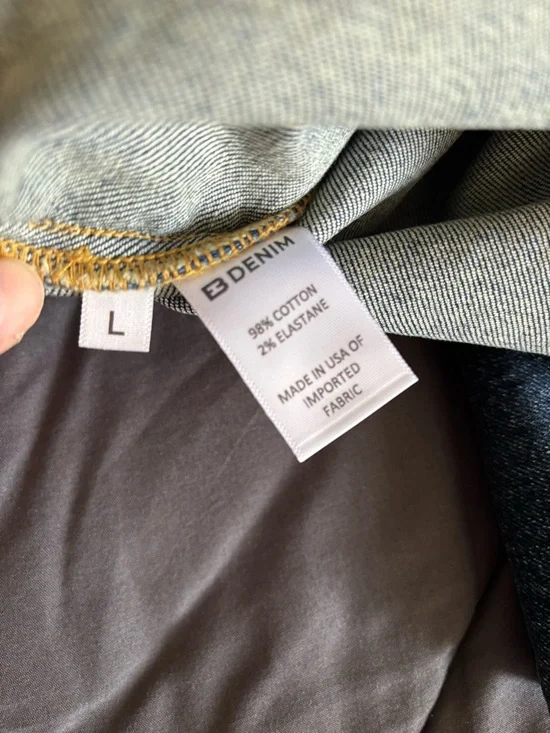 L
DENIM
98% COTTON
2% ELASTANE
MADE IN USA OF
IMPORTED
FABRIC